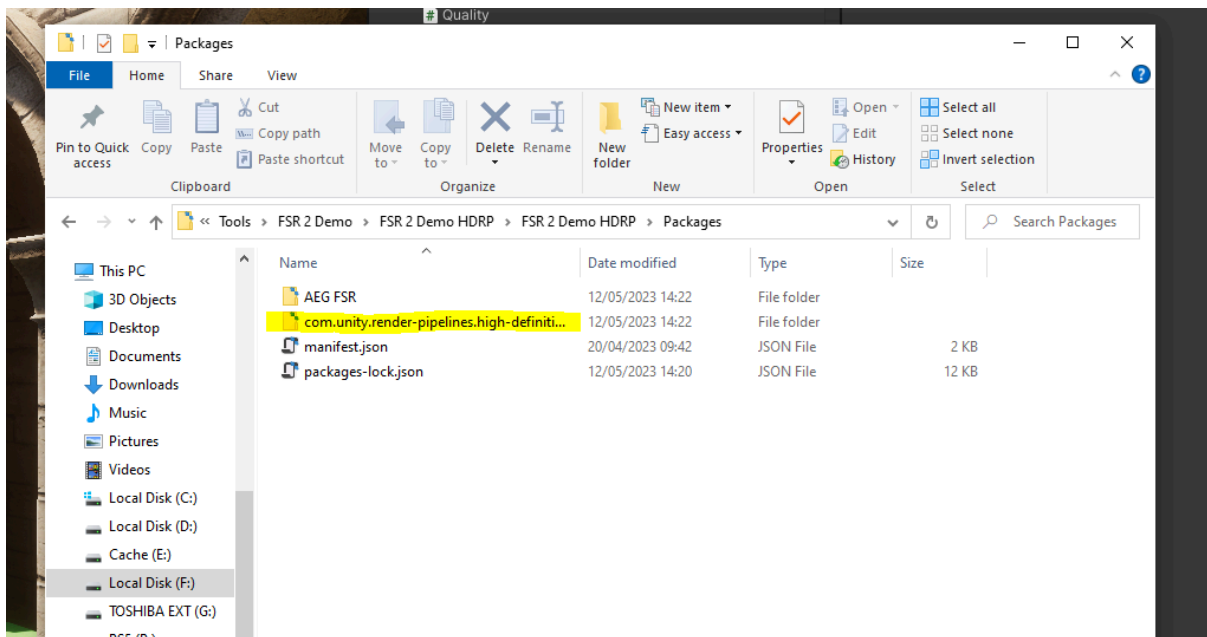 # Quality
Packages
File Home Share View
Pin to Quick access
Copy
Paste
Cut
Copy path
Paste shortcut
Clipboard
Move to
Copy to
Delete
Rename
Organize
New folder
New item
Easy access
New
Properties
Open
Edit
History
Open
Select all
Select none
Invert selection
Select
« Tools > FSR 2 Demo > FSR 2 Demo HDRP > FSR 2 Demo HDRP > Packages
Search Packages
This PC
3D Objects
Desktop
Documents
Downloads
Music
Pictures
Videos
Local Disk (C:)
Local Disk (D:)
Cache (E:)
Local Disk (F:)
TOSHIBA EXT (G:)
Name Date modified Type Size
AEG FSR 12/05/2023 14:22 File folder
com.unity.render-pipelines.high-definiti... 12/05/2023 14:22 File folder
manifest.json 20/04/2023 09:42 JSON File 2 KB
packages-lock.json 12/05/2023 14:20 JSON File 12 KB